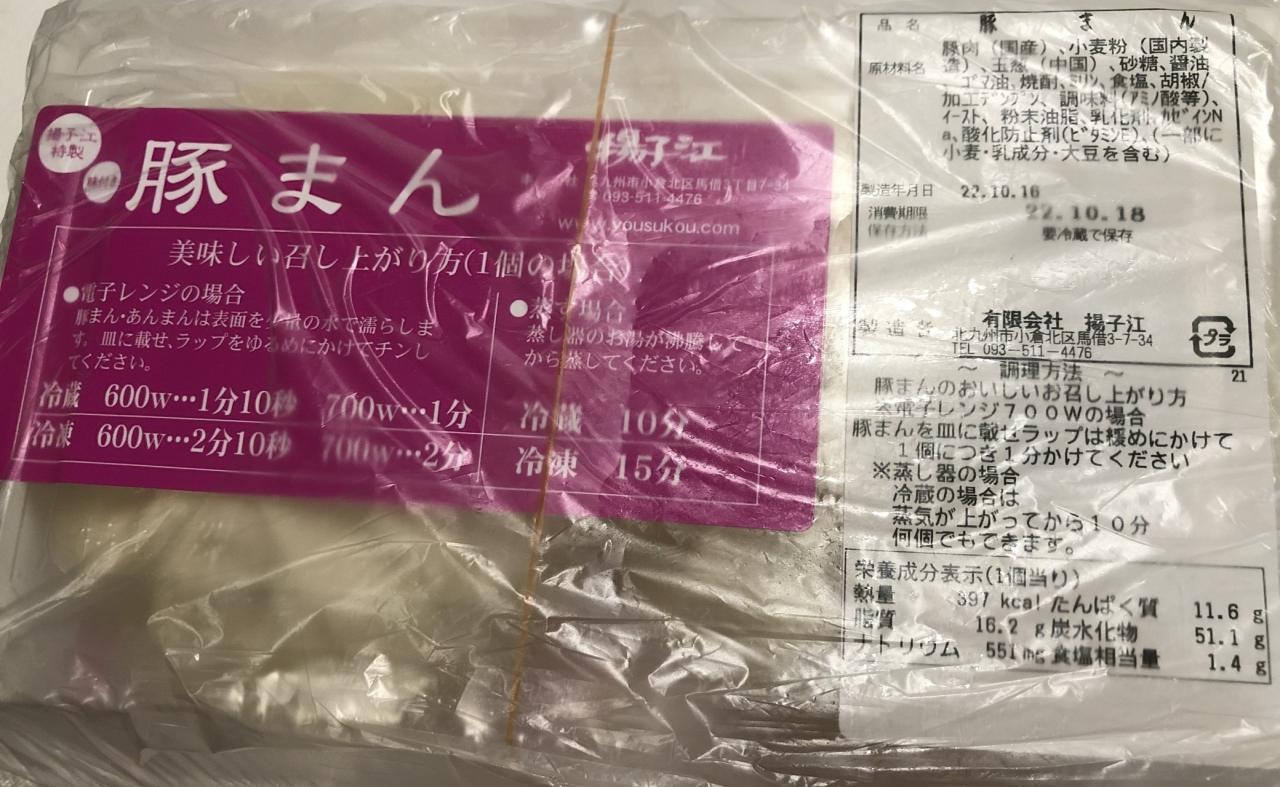 揚子江
特製
味付き
豚まん
揚子江
九州市小倉北区馬借3丁目7-34
093-511-4476
www.yousukou.com
美味しい召し上がり方(1個の場合)
●電子レンジの場合
豚まん・あんまんは表面を少量の水で濡らしま
す。皿に載せ、ラップをゆるめにかけてチンし
てください。
冷蔵 600w…1分10秒 700w…1分
冷凍 600w…2分10秒 700w…2分
●蒸す場合
蒸し器のお湯が沸騰して
から蒸してください。
冷蔵 10分
冷凍 15分
品名 豚まん
原材料名 豚肉(国産)、小麦粉(国内製
造)、玉葱(中国)、砂糖、醤油
、ゴマ油、焼酎、ミリン、食塩、胡椒/
加工デンプン、調味料(アミノ酸等)、
イースト、粉末油脂、乳化剤、カゼインN
a、酸化防止剤(ビタミンE)、(一部に
小麦・乳成分・大豆を含む)
製造年月日 22.10.16
消費期限 22.10.18
保存方法 要冷蔵で保存
製造者 有限会社 揚子江
北九州市小倉北区馬借3-7-34
TEL 093-511-4476
プラ
21
~ 調理方法 ~
豚まんのおいしいお召し上がり方
※電子レンジ700Wの場合
豚まんを皿に載せラップは緩めにかけて
1個につき1分かけてください
※蒸し器の場合
冷蔵の場合は
蒸気が上がってから10分
何個でもできます。
栄養成分表示(1個当り)
熱量 397 kcal たんぱく質 11.6 g
脂質 16.2 g 炭水化物 51.1 g
ナトリウム 551mg 食塩相当量 1.4 g